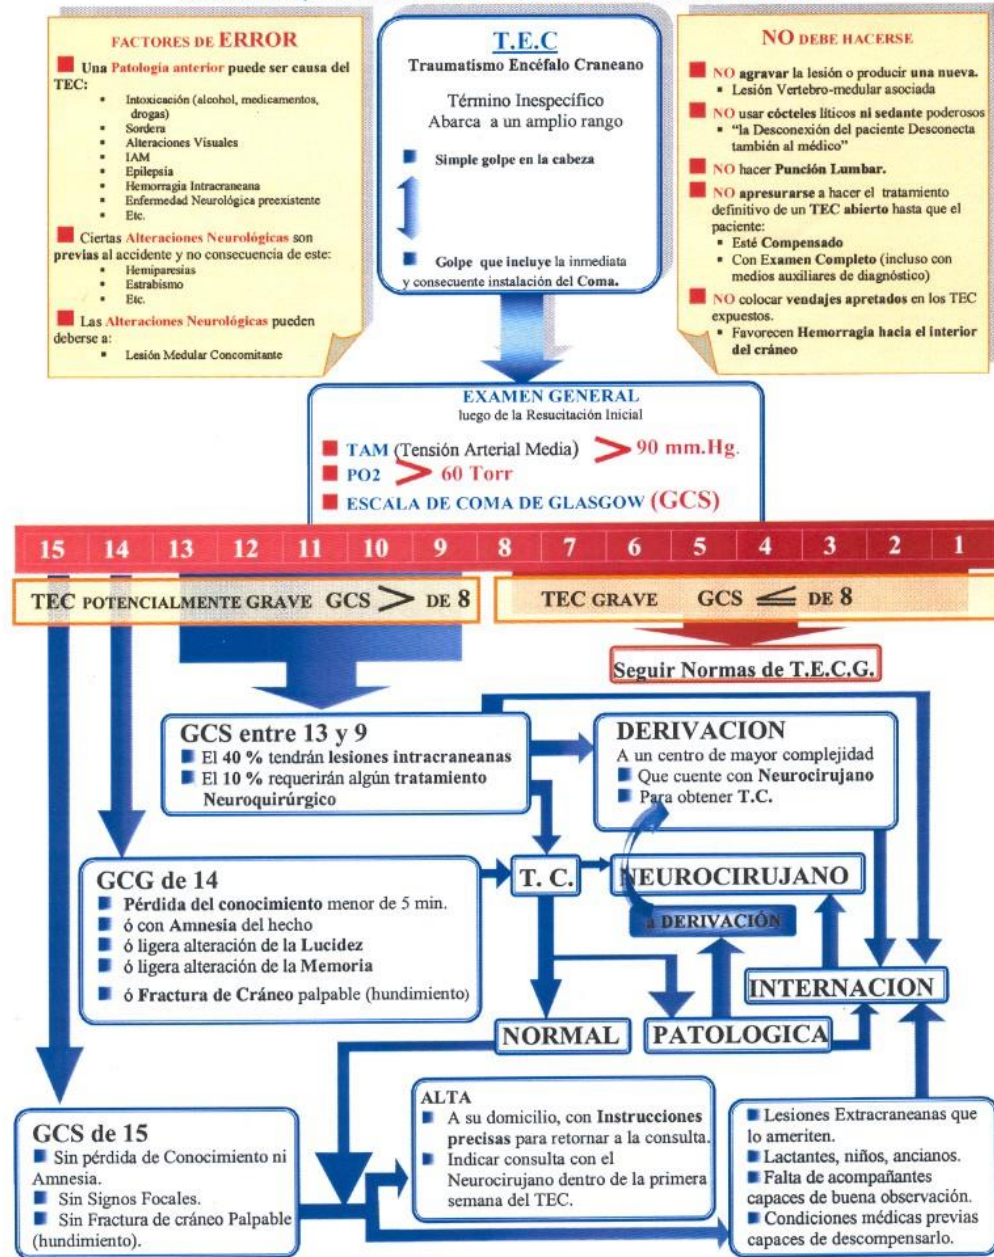 FACTORES DE ERROR
Una Patología anterior puede ser causa del
TEC:
Intoxicación (alcohol, medicamentos,
drogas)
Sordera
Alteraciones Visuales
IAM
Epilepsia
Hemorragia Intracraneana
Enfermedad Neurológica preexistente
Etc.
Ciertas Alteraciones Neurológicas son
previas al accidente y no consecuencia de este:
Hemiparesias
Estrabismo
Etc.
Las Alteraciones Neurológicas pueden
deberse a:
Lesión Medular Concomitante
T.E.C
Traumatismo Encéfalo Craneano
Término Inespecífico
Abarca a un amplio rango
Simple golpe en la cabeza
Golpe que incluye la inmediata
y consecuente instalación del Coma.
NO DEBE HACERSE
NO agravar la lesión o producir una nueva.
Lesión Vertebro-medular asociada
NO usar cócteles líticos ni sedante poderosos
"la Desconexión del paciente Desconecta
también al médico"
NO hacer Punción Lumbar.
NO apresurarse a hacer el tratamiento
definitivo de un TEC abierto hasta que el
paciente:
Esté Compensado
Con Examen Completo (incluso con
medios auxiliares de diagnóstico)
NO colocar vendajes apretados en los TEC
expuestos.
Favorecen Hemorragia hacia el interior
del cráneo
EXAMEN GENERAL
luego de la Resucitación Inicial
TAM (Tensión Arterial Media) > 90 mm.Hg.
PO2 > 60 Torr
ESCALA DE COMA DE GLASGOW (GCS)
15 14 13 12 11 10 9 8 7 6 5 4 3 2 1
TEC POTENCIALMENTE GRAVE GCS > DE 8
TEC GRAVE GCS ≤ DE 8
Seguir Normas de T.E.C.G.
GCS entre 13 y 9
El 40 % tendrán lesiones intracraneanas
El 10 % requerirán algún tratamiento
Neuroquirúrgico
DERIVACION
A un centro de mayor complejidad
Que cuente con Neurocirujano
Para obtener T.C.
GCG de 14
Pérdida del conocimiento menor de 5 min.
ó con Amnesia del hecho
ó ligera alteración de la Lucidez
ó ligera alteración de la Memoria
ó Fractura de Cráneo palpable (hundimiento)
T. C.
NEUROCIRUJANO
a DERIVACIÓN
INTERNACION
NORMAL
PATOLOGICA
GCS de 15
Sin pérdida de Conocimiento ni
Amnesia.
Sin Signos Focales.
Sin Fractura de cráneo Palpable
(hundimiento).
ALTA
A su domicilio, con Instrucciones
precisas para retornar a la consulta.
Indicar consulta con el
Neurocirujano dentro de la primera
semana del TEC.
Lesiones Extracraneanas que
lo ameriten.
Lactantes, niños, ancianos.
Falta de acompañantes
capaces de buena observación.
Condiciones médicas previas
capaces de descompensarlo.